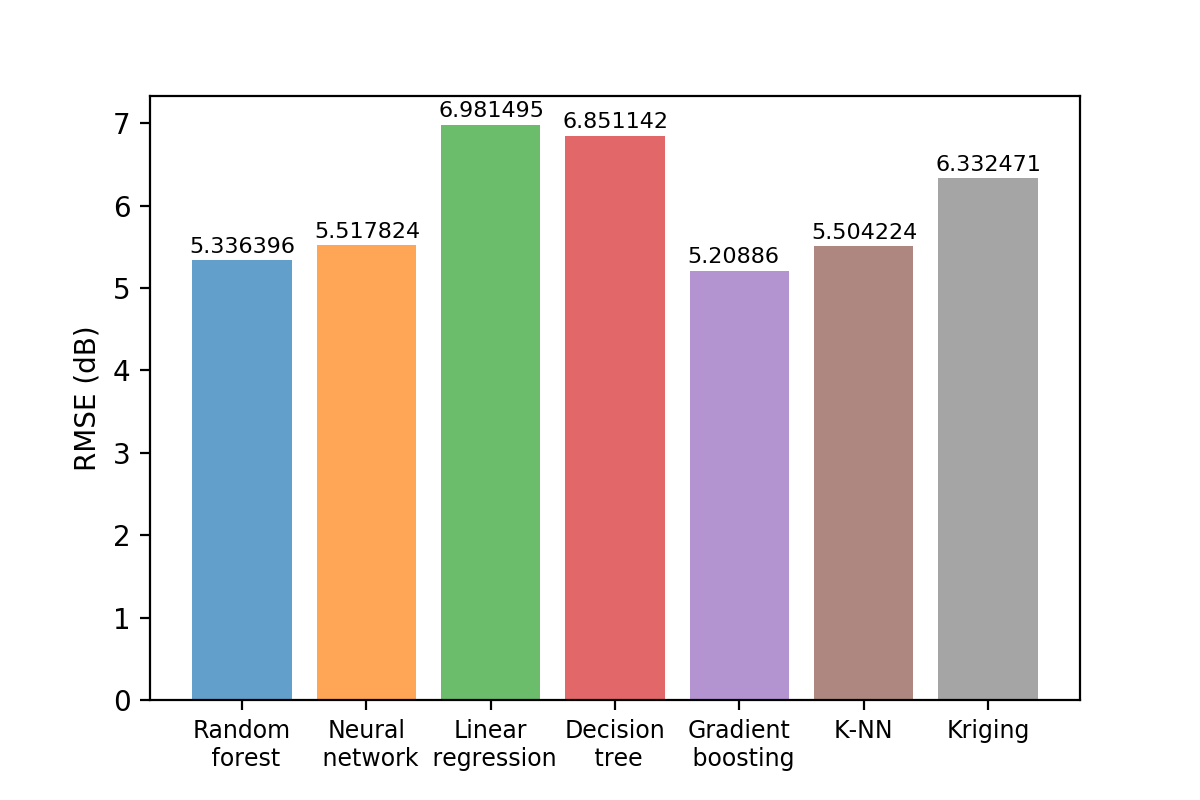 6.981495
6.851142
6.332471
5.517824
5.504224
5.336396
5.20886
7
6
5
4
3
2
1
0
RMSE (dB)
Random forest
Neural network
Linear regression
Decision tree
Gradient boosting
K-NN
Kriging